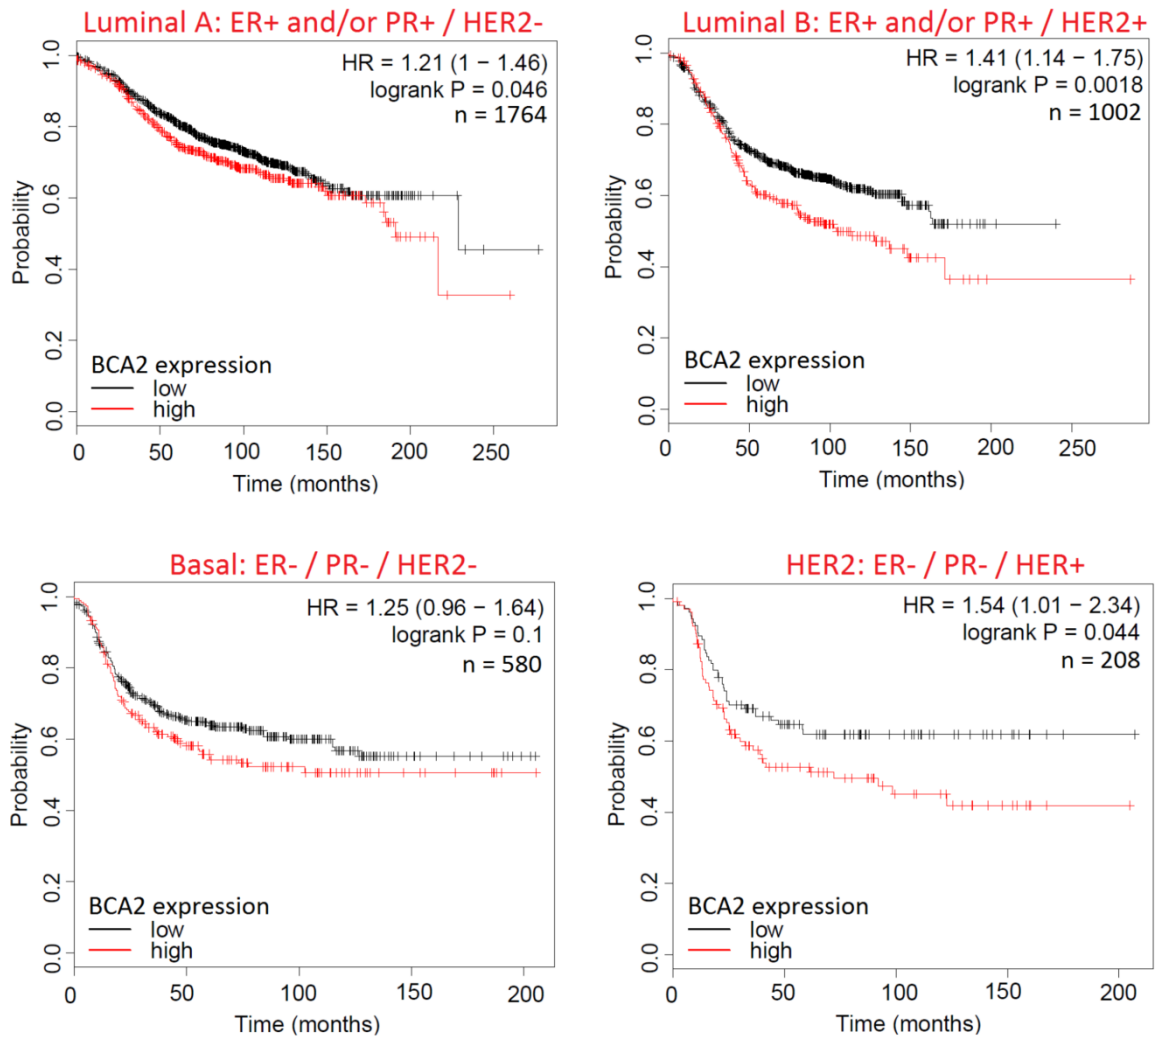 Luminal A: ER+ and/or PR+ / HER2-
HR = 1.21 (1 − 1.46)
logrank P = 0.046
n = 1764
Probability
0.0
0.2
0.4
0.6
0.8
1.0
BCA2 expression
low
high
0 50 100 150 200 250
Time (months)
Luminal B: ER+ and/or PR+ / HER2+
HR = 1.41 (1.14 − 1.75)
logrank P = 0.0018
n = 1002
Probability
0.0
0.2
0.4
0.6
0.8
1.0
BCA2 expression
low
high
0 50 100 150 200 250
Time (months)
Basal: ER- / PR- / HER2-
HR = 1.25 (0.96 − 1.64)
logrank P = 0.1
n = 580
Probability
0.0
0.2
0.4
0.6
0.8
1.0
BCA2 expression
low
high
0 50 100 150 200
Time (months)
HER2: ER- / PR- / HER+
HR = 1.54 (1.01 − 2.34)
logrank P = 0.044
n = 208
Probability
0.0
0.2
0.4
0.6
0.8
1.0
BCA2 expression
low
high
0 50 100 150 200
Time (months)